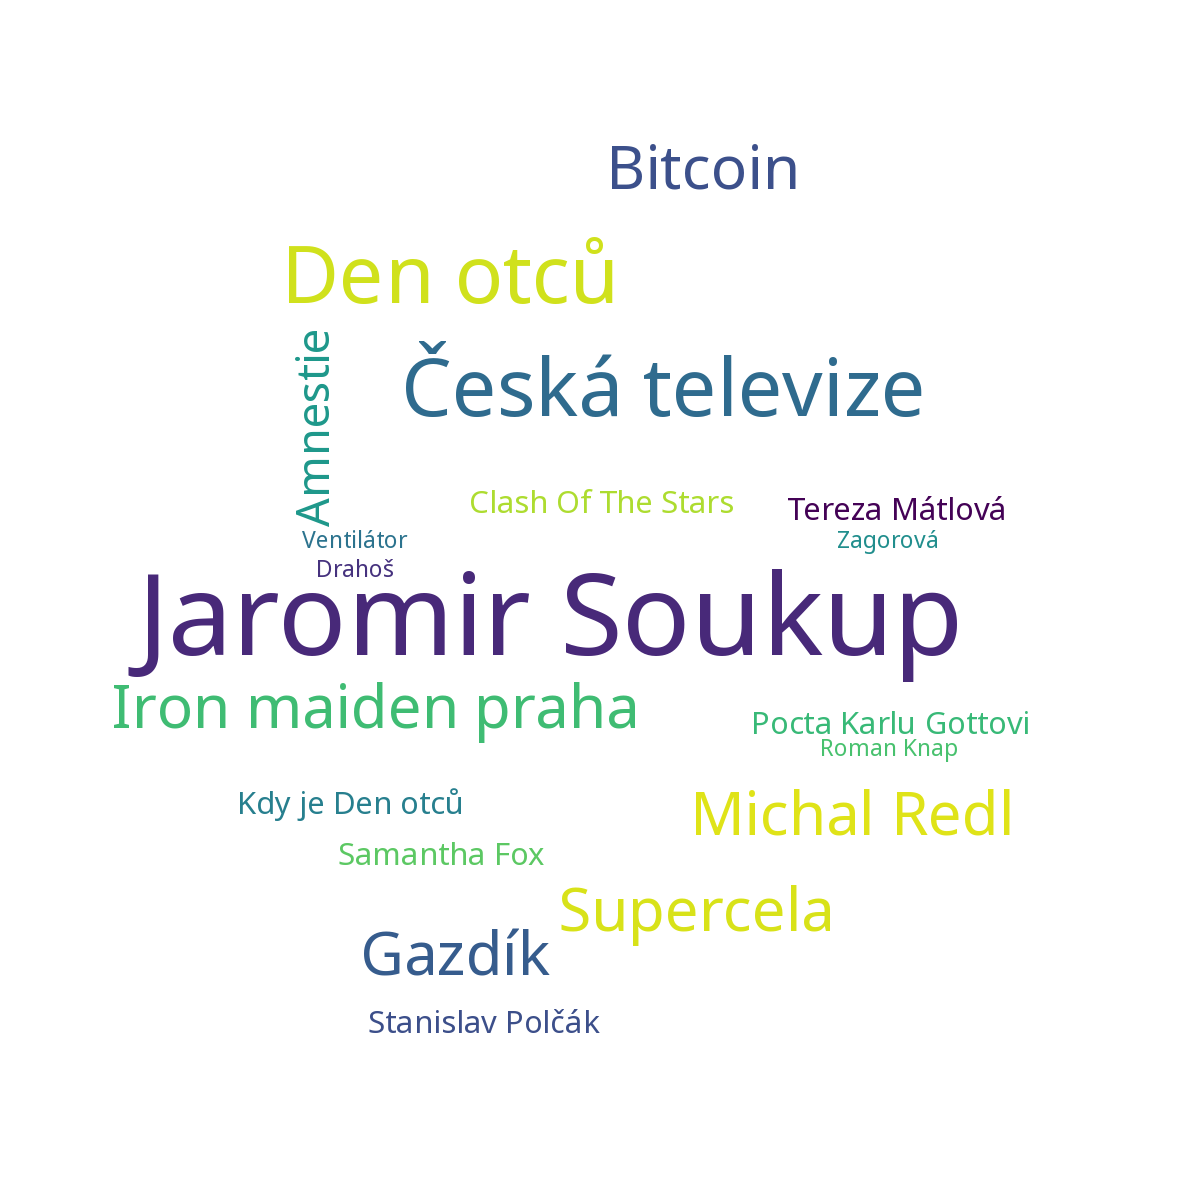 Bitcoin
Den otců
Česká televize
Amnestie
Clash Of The Stars
Tereza Mátlová
Ventilátor
Zagorová
Drahoš
Jaromir Soukup
Iron maiden praha
Pocta Karlu Gottovi
Roman Knap
Kdy je Den otců
Michal Redl
Samantha Fox
Supercela
Gazdík
Stanislav Polčák